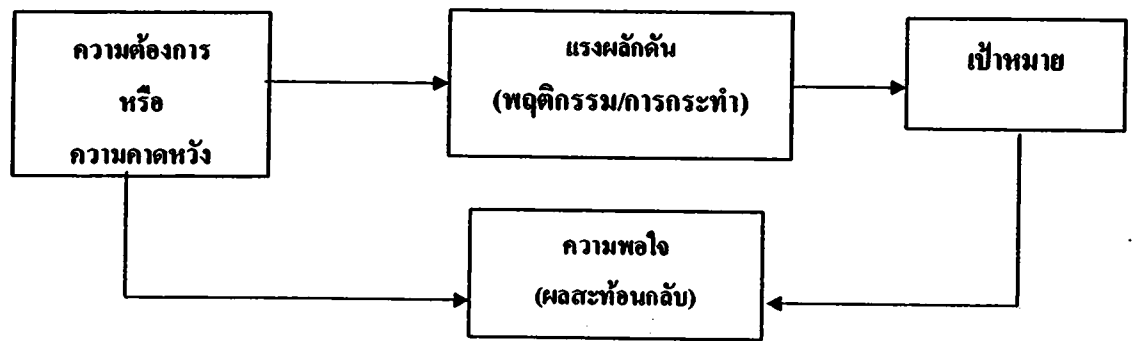 ความต้องการ
หรือ
ความคาดหวัง
แรงผลักดัน
(พฤติกรรม/การกระทำ)
เป้าหมาย
ความพอใจ
(ผลสะท้อนกลับ)